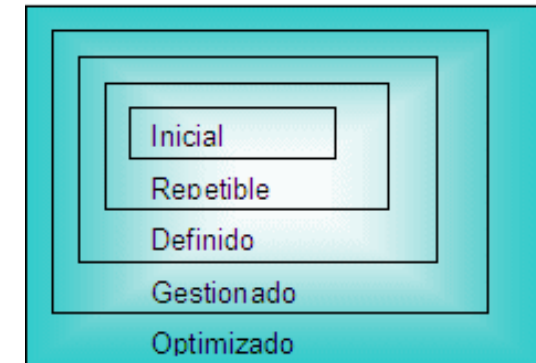 Inicial
Repetible
Definido
Gestionado
Optimizado